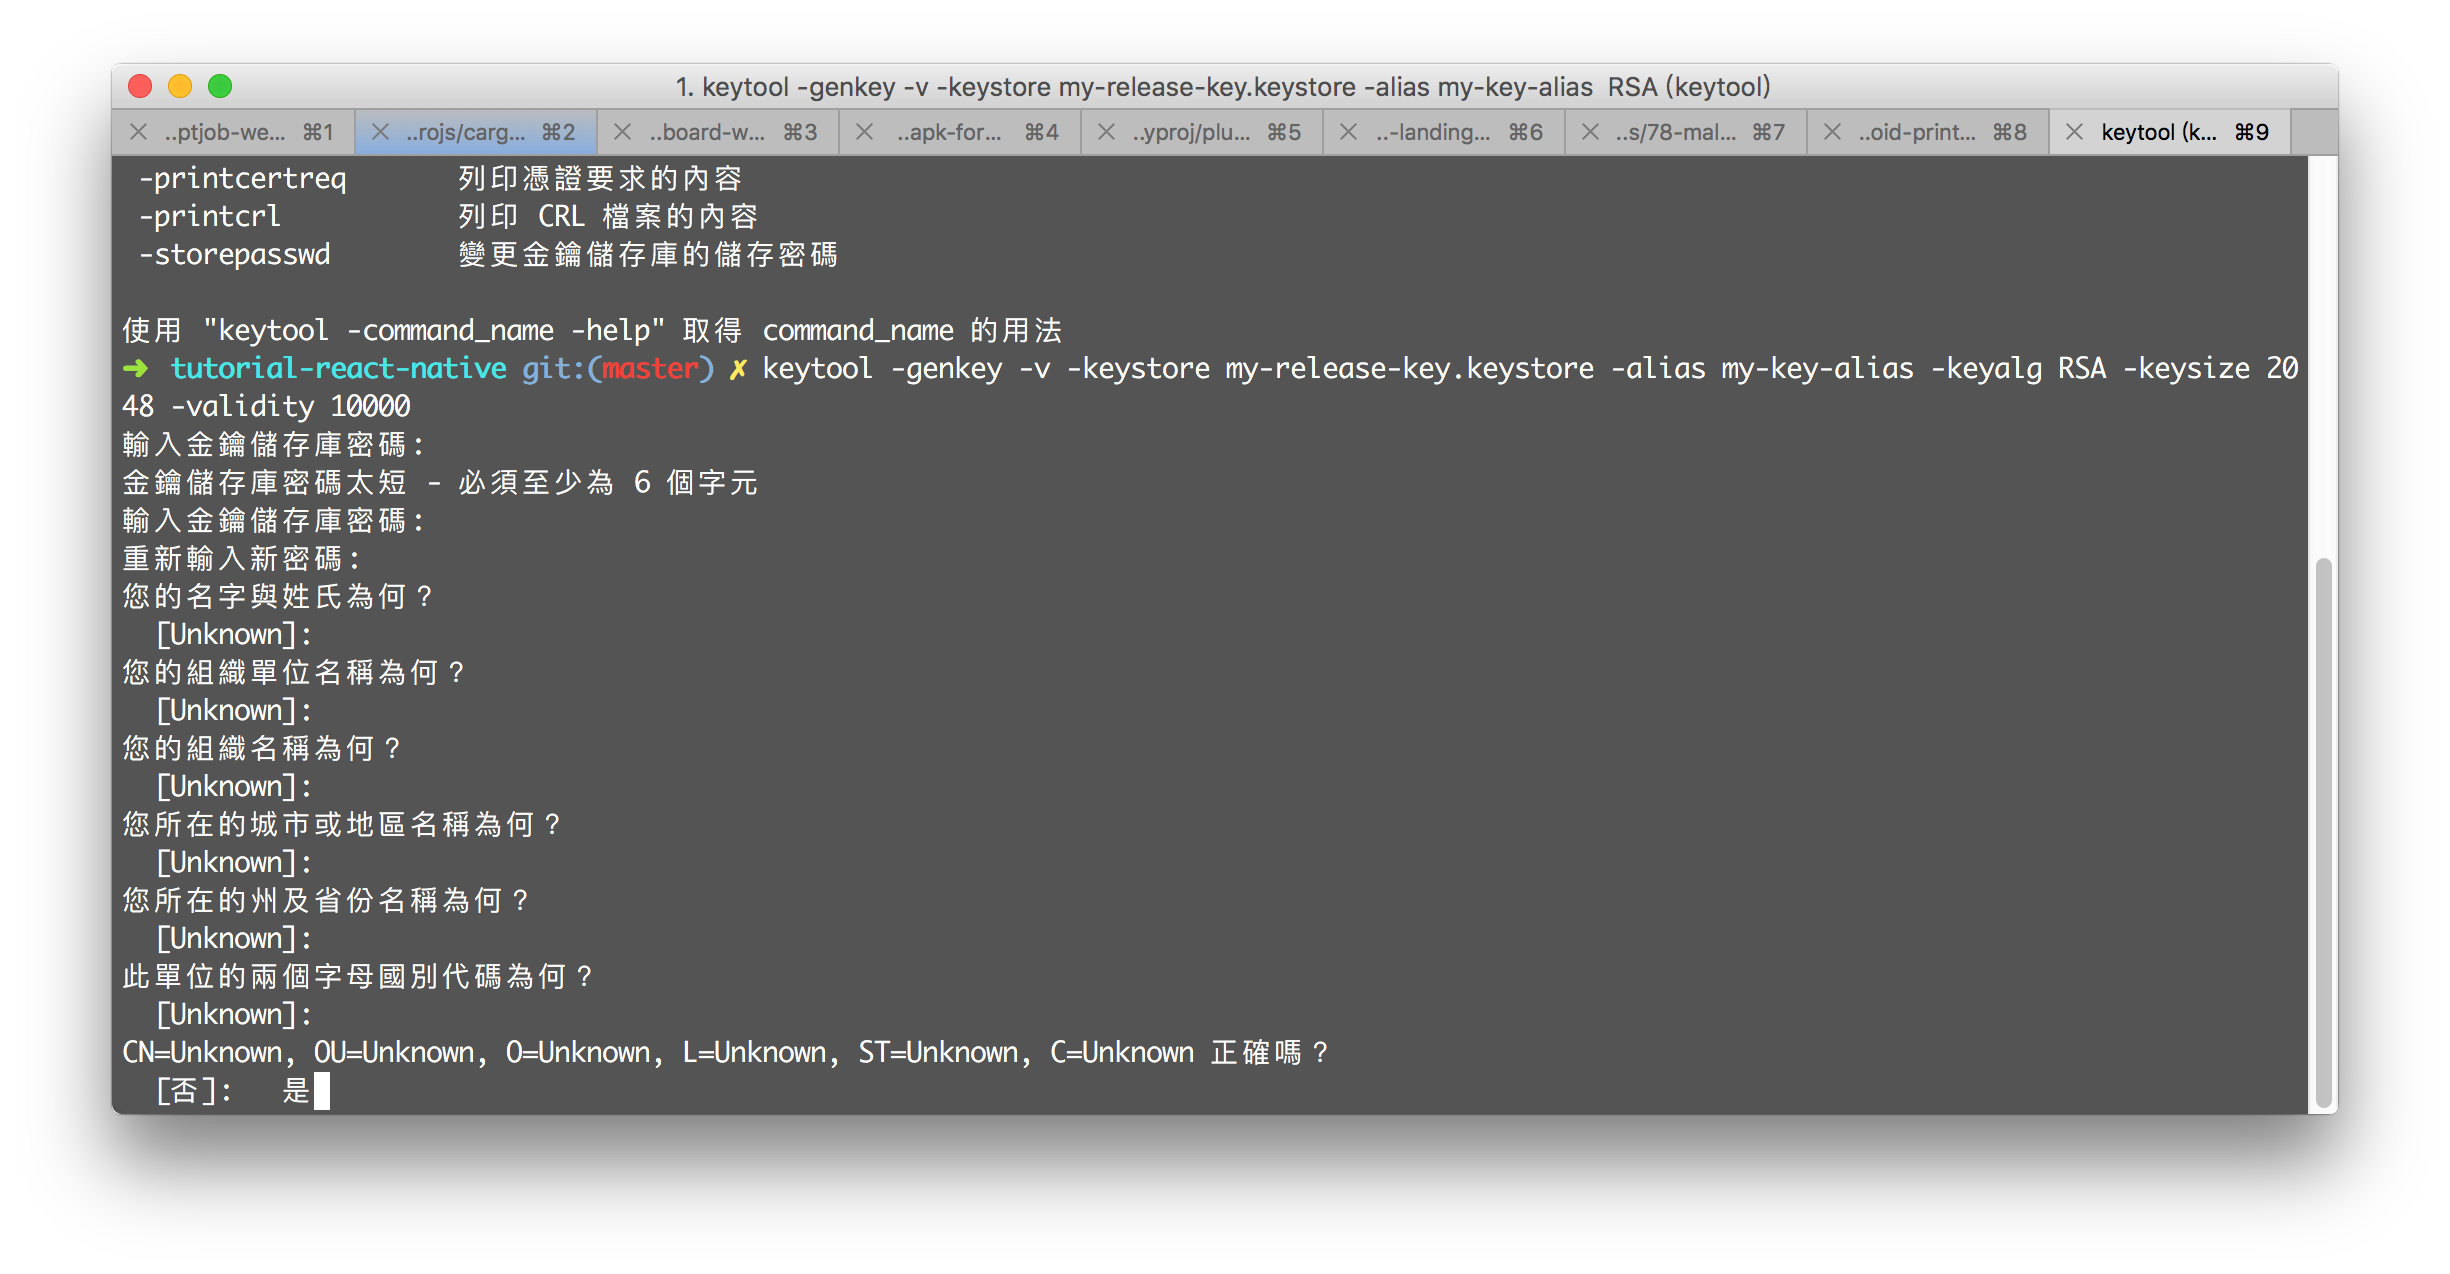 1. keytool -genkey -v -keystore my-release-key.keystore -alias my-key-alias  RSA (keytool)
..ptjob-we... ⌘1 ..rojs/carg... ⌘2 ..board-w... ⌘3 ..apk-for... ⌘4 ..yproj/plu... ⌘5 ..-landing... ⌘6 ..s/78-mal... ⌘7 ..oid-print... ⌘8 keytool (k... ⌘9
-printcertreq 列印憑證要求的內容
-printcrl 列印 CRL 檔案的內容
-storepasswd 變更金鑰儲存庫的儲存密碼
使用 "keytool -command_name -help" 取得 command_name 的用法
➜ tutorial-react-native git:(master) ✗ keytool -genkey -v -keystore my-release-key.keystore -alias my-key-alias -keyalg RSA -keysize 20
48 -validity 10000
輸入金鑰儲存庫密碼:
金鑰儲存庫密碼太短 - 必須至少為 6 個字元
輸入金鑰儲存庫密碼:
重新輸入新密碼:
您的名字與姓氏為何？
[Unknown]:
您的組織單位名稱為何？
[Unknown]:
您的組織名稱為何？
[Unknown]:
您所在的城市或地區名稱為何？
[Unknown]:
您所在的州及省份名稱為何？
[Unknown]:
此單位的兩個字母國別代碼為何？
[Unknown]:
CN=Unknown, OU=Unknown, O=Unknown, L=Unknown, ST=Unknown, C=Unknown 正確嗎？
[否]: 是